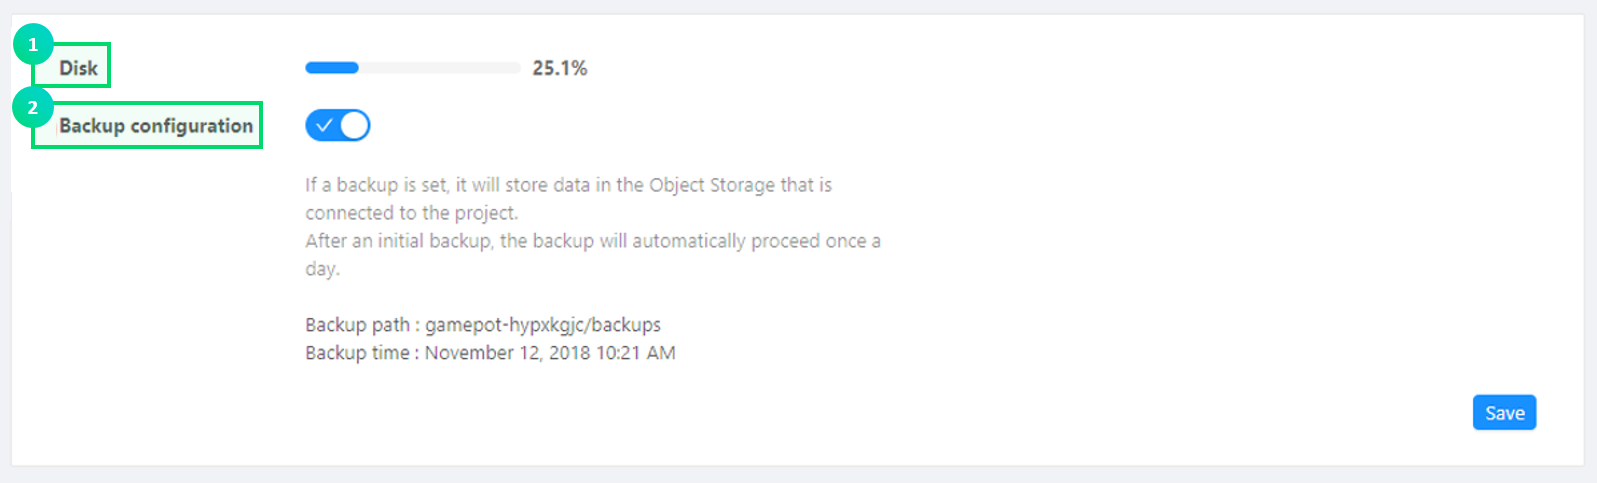 1
Disk
25.1%
2
Backup configuration
If a backup is set, it will store data in the Object Storage that is
connected to the project.
After an initial backup, the backup will automatically proceed once a
day.
Backup path : gamepot-hypxkgjc/backups
Backup time : November 12, 2018 10:21 AM
Save